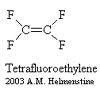 F F
C=C
F F
Tetrafluoroethylene
2003 A.M. Helmenstine